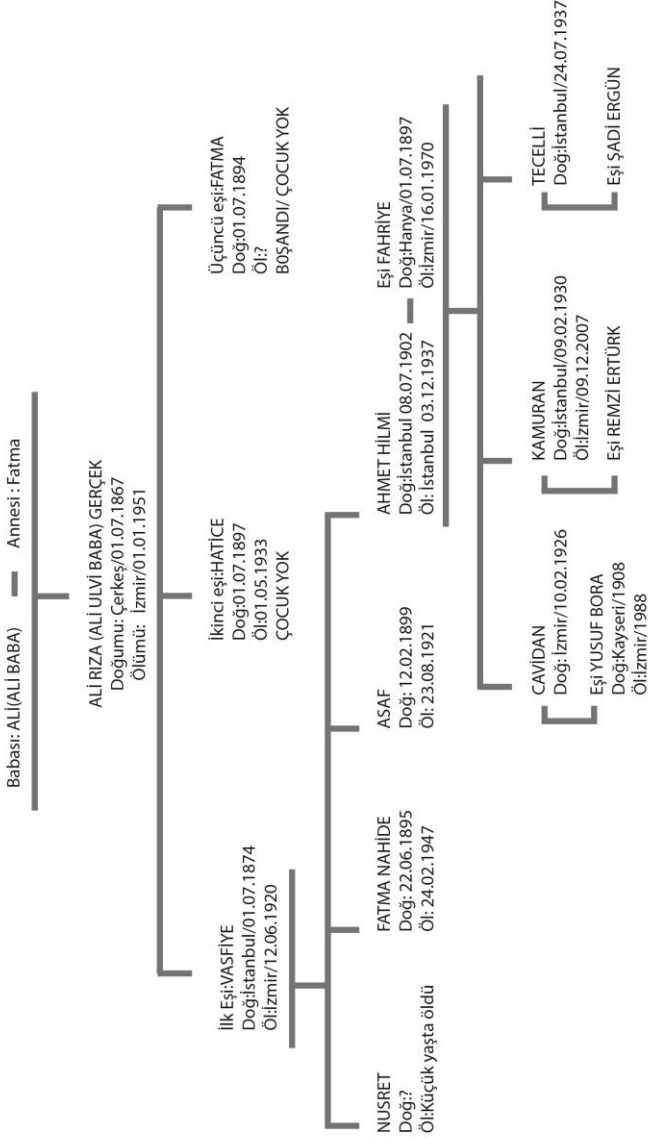 Babası: ALİ(ALİ BABA)
Annesi : Fatma
ALİ RIZA (ALİ ULVİ BABA) GERÇEK
Doğumu: Çerkeş/01.07.1867
Ölümü: İzmir/01.01.1951
İlk Eşi:VASFİYE
Doğ:İstanbul/01.07.1874
Öl:İzmir/12.06.1920
İkinci eşi:HATİCE
Doğ:01.07.1897
Öl:01.05.1933
ÇOCUK YOK
Üçüncü eşi:FATMA
Doğ:01.07.1894
Öl:?
BOŞANDI/ ÇOCUK YOK
NUSRET
Doğ:?
Öl:Küçük yaşta öldü
FATMA NAHİDE
Doğ: 22.06.1895
Öl: 24.02.1947
ASAF
Doğ: 12.02.1899
Öl: 23.08.1921
AHMET HİLMİ
Doğ:İstanbul 08.07.1902
Öl: İstanbul 03.12.1937
Eşi FAHRİYE
Doğ:Hanya/01.07.1897
Öl:İzmir/16.01.1970
CAVİDAN
Doğ: İzmir/10.02.1926
Eşi YUSUF BORA
Doğ:Kayseri/1908
Öl:İzmir/1988
KAMURAN
Doğ:İstanbul/09.02.1930
Öl:İzmir/09.12.2007
Eşi REMZİ ERTÜRK
TECELLİ
Doğ:İstanbul/24.07.1937
Eşi ŞADİ ERGÜN